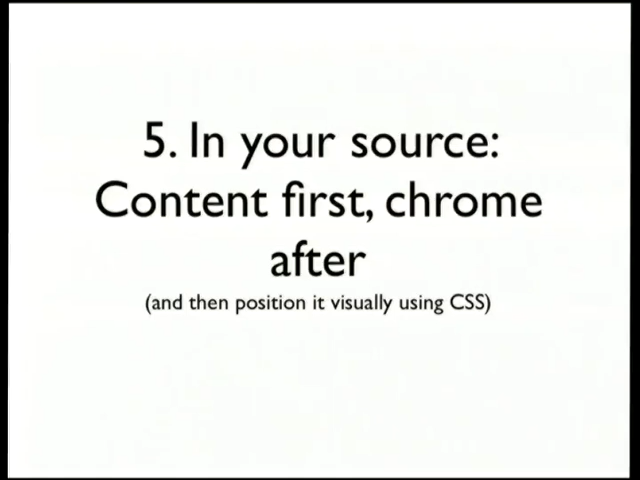 5. In your source:
Content first, chrome
after
(and then position it visually using CSS)